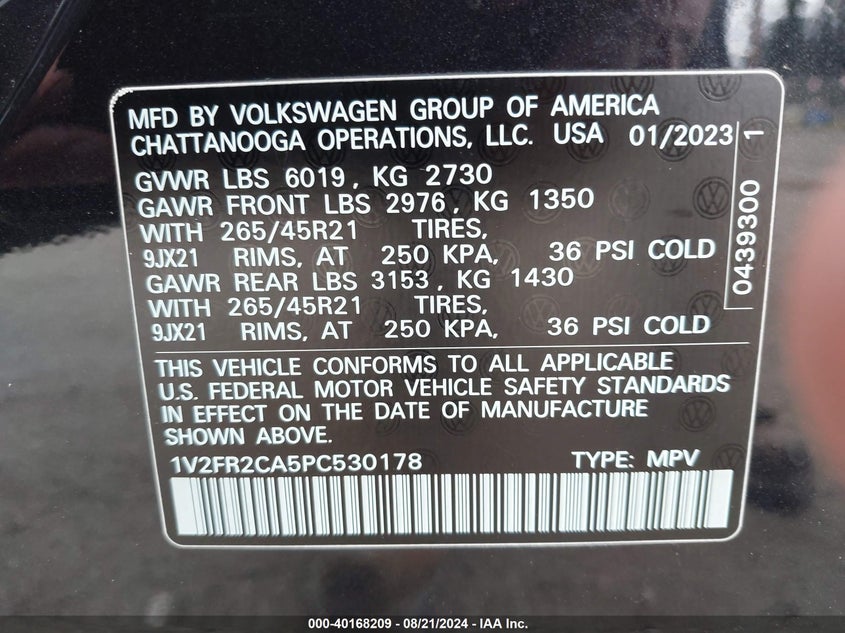 MFD BY VOLKSWAGEN GROUP OF AMERICA
CHATTANOOGA OPERATIONS, LLC. USA 01/2023
GVWR LBS 6019, KG 2730
GAWR FRONT LBS 2976, KG 1350
WITH 265/45R21 TIRES,
9JX21 RIMS, AT 250 KPA, 36 PSI COLD
GAWR REAR LBS 3153, KG 1430
WITH 265/45R21 TIRES,
9JX21 RIMS, AT 250 KPA, 36 PSI COLD
0439300 1
THIS VEHICLE CONFORMS TO ALL APPLICABLE
U.S. FEDERAL MOTOR VEHICLE SAFETY STANDARDS
IN EFFECT ON THE DATE OF MANUFACTURE
SHOWN ABOVE.
1V2FR2CA5PC530178 TYPE: MPV
000-40168209 - 08/21/2024 - IAA Inc.